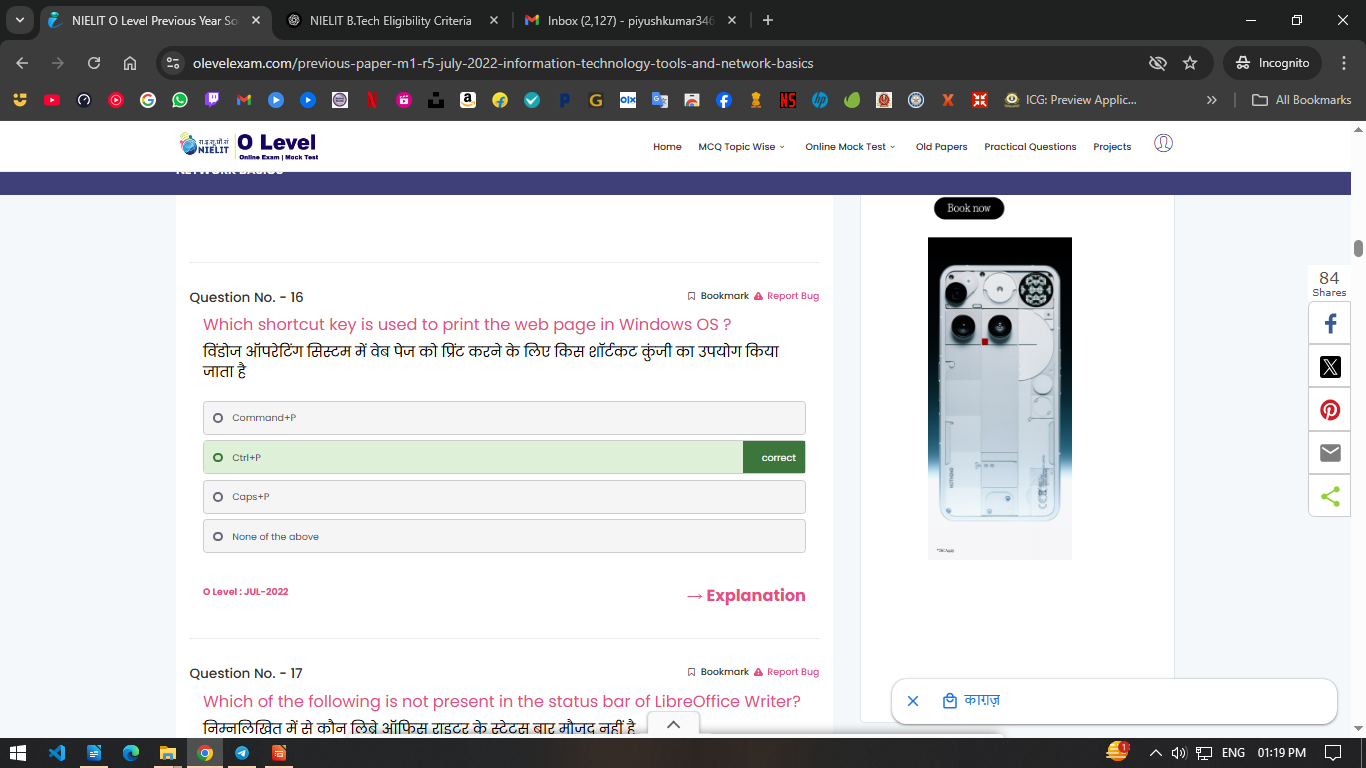 NIELIT O Level Previous Year So
NIELIT B.Tech Eligibility Criteria
Inbox (2,127) - piyushkumar346
olevelexam.com/previous-paper-m1-r5-july-2022-information-technology-tools-and-network-basics
Incognito
ICG: Preview Applic...
All Bookmarks
रा.इ.सू.प्रौ.सं
NIELIT
O Level
Online Exam | Mock Test
Home
MCQ Topic Wise
Online Mock Test
Old Papers
Practical Questions
Projects
NETWORK BASICS
Book now
Question No. - 16
Bookmark
Report Bug
Which shortcut key is used to print the web page in Windows OS ?
विंडोज ऑपरेटिंग सिस्टम में वेब पेज को प्रिंट करने के लिए किस शॉर्टकट कुंजी का उपयोग किया
जाता है
Command+P
Ctrl+P
correct
Caps+P
None of the above
O Level : JUL-2022
→ Explanation
84
Shares
Question No. - 17
Bookmark
Report Bug
Which of the following is not present in the status bar of LibreOffice Writer?
निम्नलिखित में से कौन लिब्रे ऑफिस राइटर के स्टेटस बार मौजूद नहीं है
काग़ज़
ENG
01:19 PM